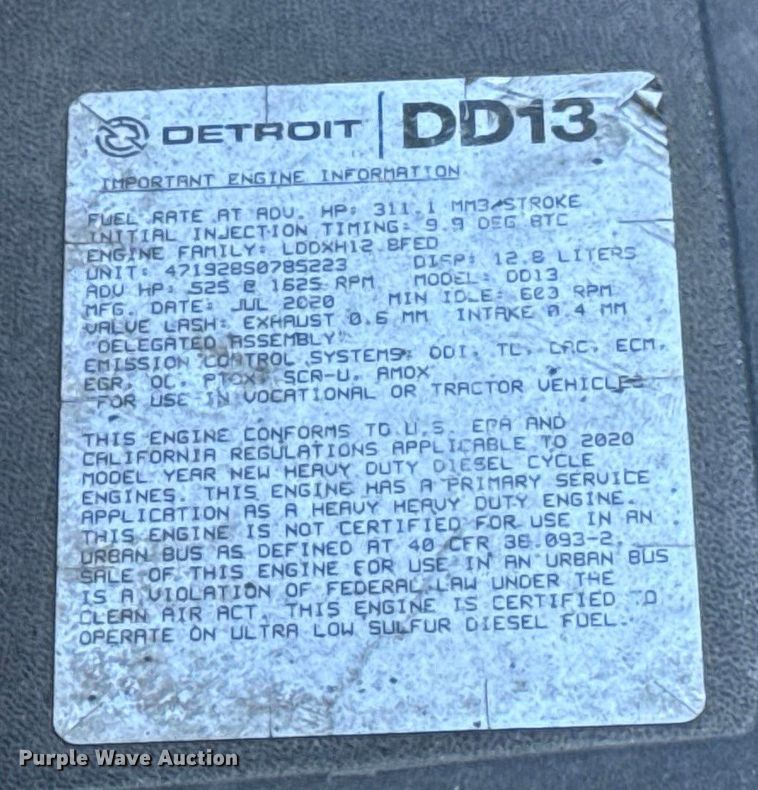 DETROIT | DD13
IMPORTANT ENGINE INFORMATION
FUEL RATE AT ADV. HP: 311.1 MM3/STROKE
INITIAL INJECTION TIMING: 9.9 DEG BTC
ENGINE FAMILY: LDDXH12.8FED
UNIT: 471928S0785223 DISP: 12.8 LITERS
ADV HP: 525 @ 1625 RPM MODEL: DD13
MFG. DATE: JUL 2020 MIN IDLE: 603 RPM
VALVE LASH: EXHAUST 0.6 MM INTAKE 0.4 MM
"DELEGATED ASSEMBLY"
EMISSION CONTROL SYSTEMS: DDI, TC, CAC, ECM,
EGR, OC, PTOX, SCR-U, AMOX
FOR USE IN VOCATIONAL OR TRACTOR VEHICLES
THIS ENGINE CONFORMS TO U.S. EPA AND
CALIFORNIA REGULATIONS APPLICABLE TO 2020
MODEL YEAR NEW HEAVY DUTY DIESEL CYCLE
ENGINES. THIS ENGINE HAS A PRIMARY SERVICE
APPLICATION AS A HEAVY HEAVY DUTY ENGINE.
THIS ENGINE IS NOT CERTIFIED FOR USE IN AN
URBAN BUS AS DEFINED AT 40 CFR 36.093-2.
SALE OF THIS ENGINE FOR USE IN AN URBAN BUS
IS A VIOLATION OF FEDERAL LAW UNDER THE
CLEAN AIR ACT. THIS ENGINE IS CERTIFIED TO
OPERATE ON ULTRA LOW SULFUR DIESEL FUEL.
Purple Wave Auction